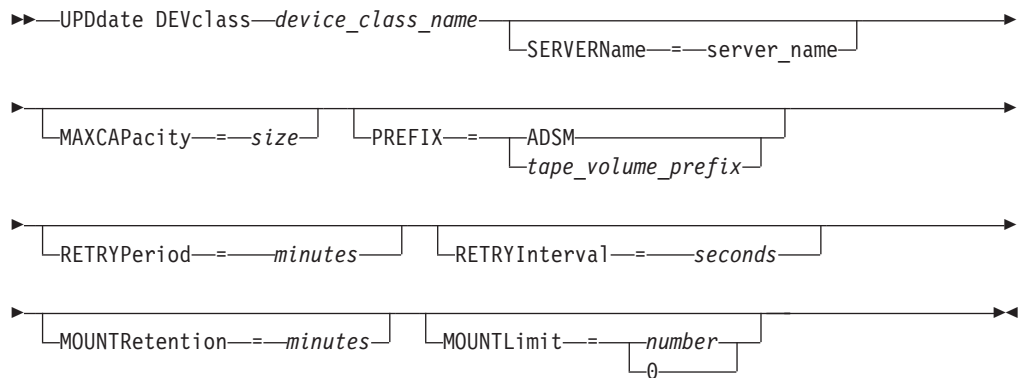 UPDdate DEVclass device_class_name
SERVERName = server_name
MAXCAPacity = size PREFIX = ADSM
tape_volume_prefix
RETRYPeriod = minutes RETRYInterval = seconds
MOUNTRetention = minutes MOUNTLimit = number
0